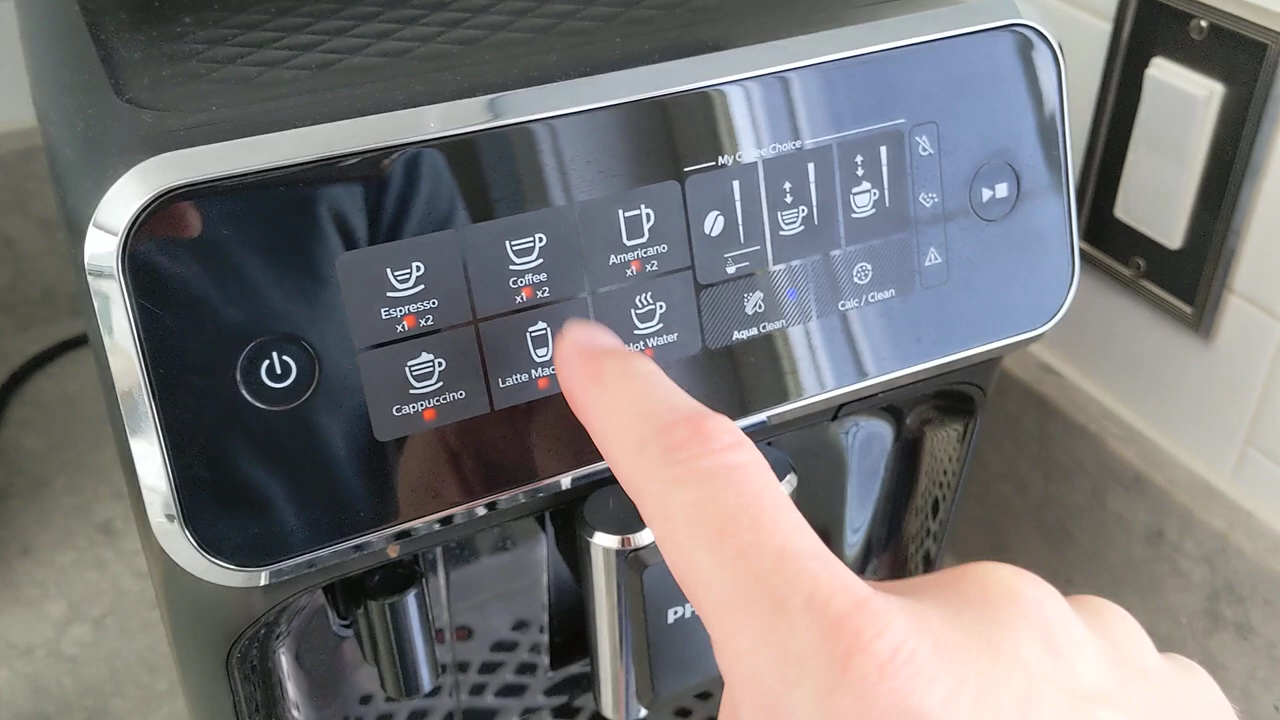 My Coffee Choice
Espresso
x1 x2
Coffee
x1 x2
Americano
x1 x2
Cappuccino
Latte Mac
Hot Water
Aqua Clean
Calc / Clean
PH